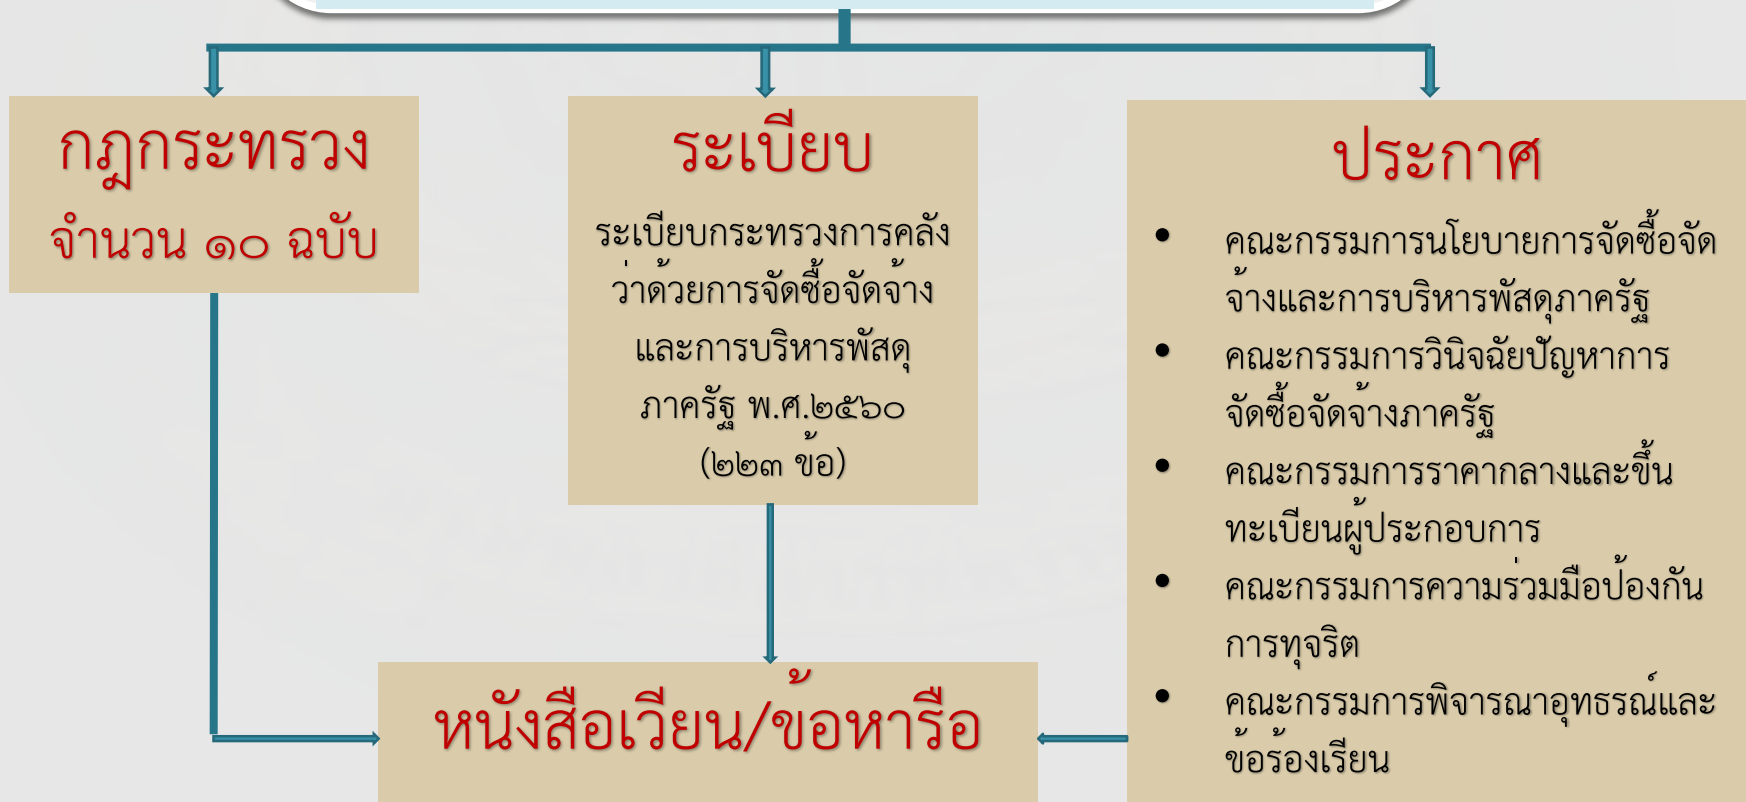 กฎกระทรวง
จำนวน ๑๐ ฉบับ
ระเบียบ
ระเบียบกระทรวงการคลัง
ว่าด้วยการจัดซื้อจัดจ้าง
และการบริหารพัสดุ
ภาครัฐ พ.ศ.๒๕๖๐
(๒๒๓ ข้อ)
ประกาศ
• คณะกรรมการนโยบายการจัดซื้อจัด
จ้างและการบริหารพัสดุภาครัฐ
• คณะกรรมการวินิจฉัยปัญหาการ
จัดซื้อจัดจ้างภาครัฐ
• คณะกรรมการราคากลางและขึ้น
ทะเบียนผู้ประกอบการ
• คณะกรรมการความร่วมมือป้องกัน
การทุจริต
• คณะกรรมการพิจารณาอุทธรณ์และ
ข้อร้องเรียน
หนังสือเวียน/ข้อหารือ